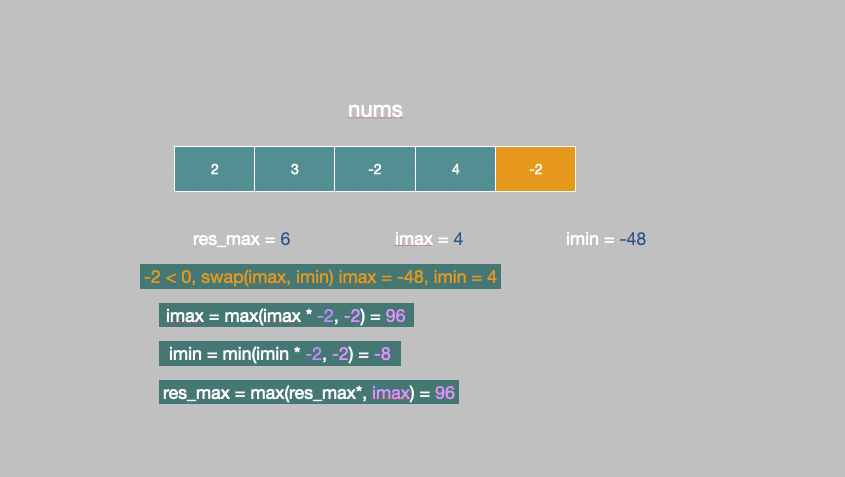 nums
2 3 -2 4 -2
res_max = 6 imax = 4 imin = -48
-2 < 0, swap(imax, imin) imax = -48, imin = 4
imax = max(imax * -2, -2) = 96
imin = min(imin * -2, -2) = -8
res_max = max(res_max*, imax) = 96